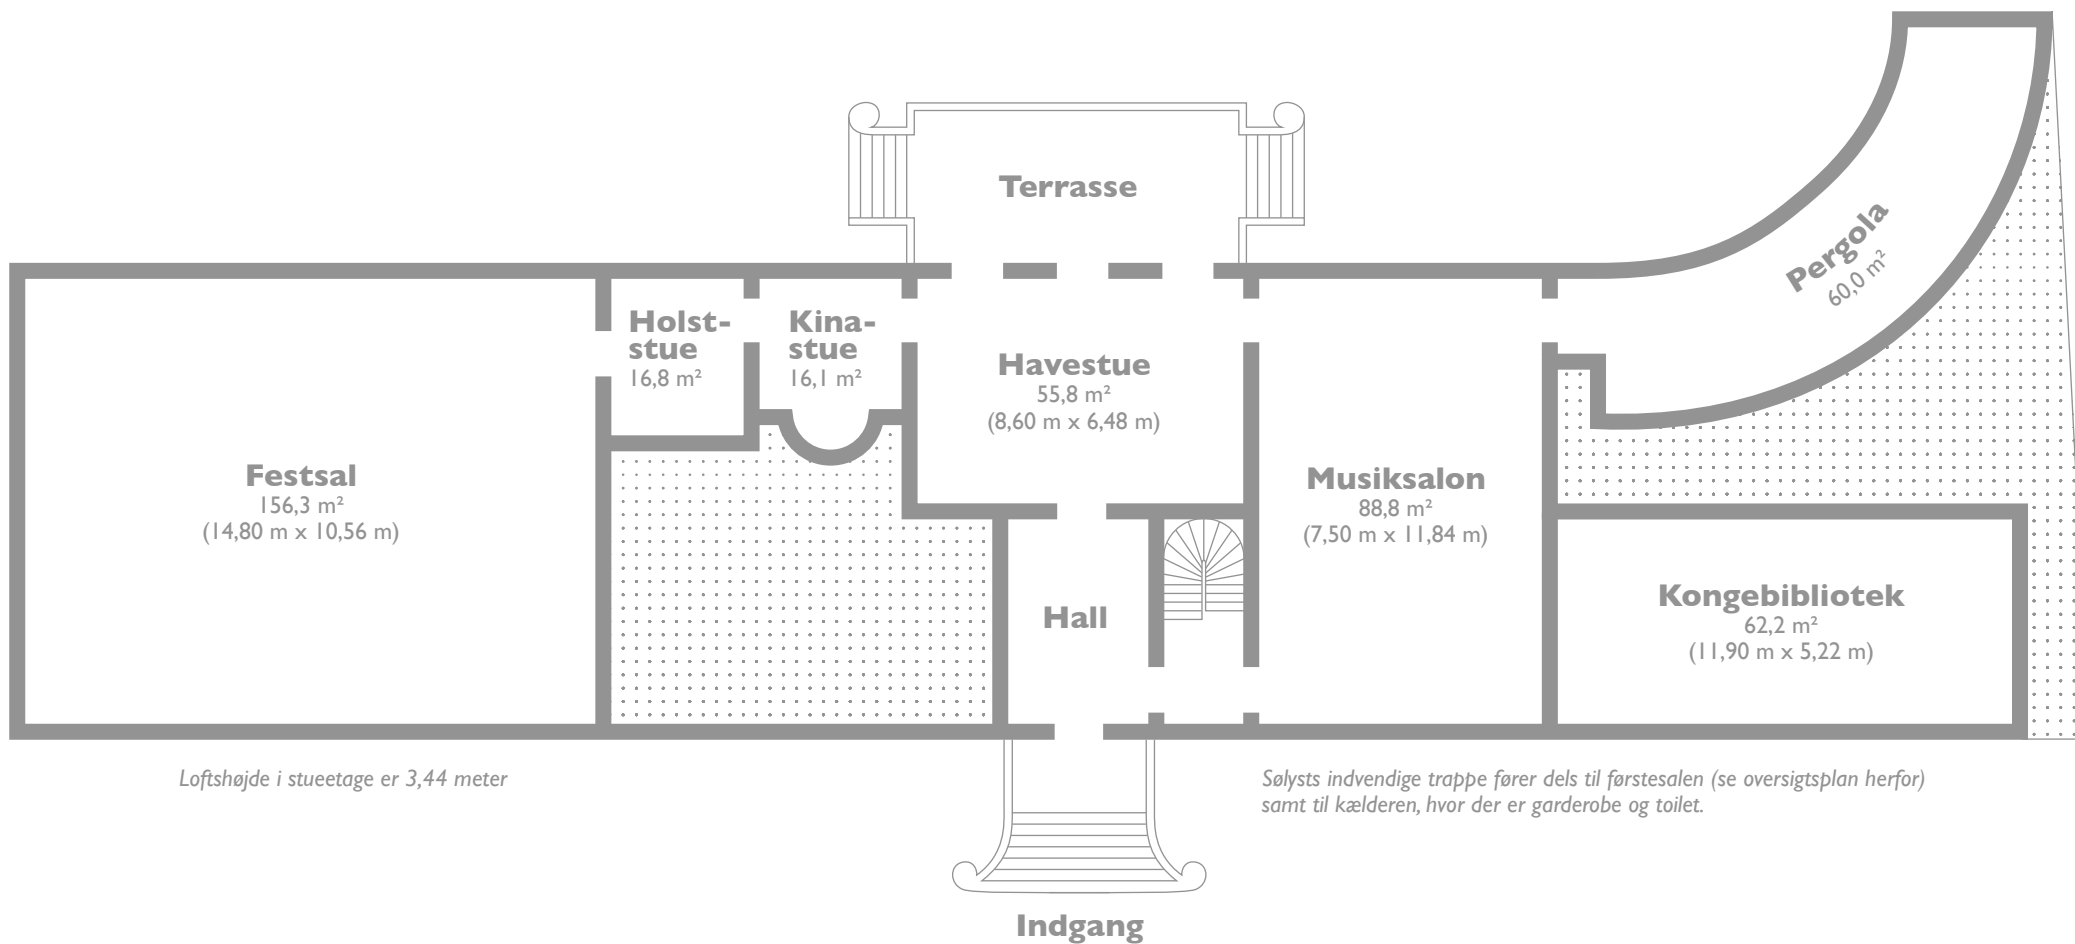 Terrasse
Pergola
60,0 m²
Holst-
stue
16,8 m²
Kina-
stue
16,1 m²
Havestue
55,8 m²
(8,60 m x 6,48 m)
Festsal
156,3 m²
(14,80 m x 10,56 m)
Musiksalon
88,8 m²
(7,50 m x 11,84 m)
Hall
Kongebibliotek
62,2 m²
(11,90 m x 5,22 m)
Loftshøjde i stueetage er 3,44 meter
Sølysts indvendige trappe fører dels til førstesalen (se oversigtsplan herfor)
samt til kælderen, hvor der er garderobe og toilet.
Indgang